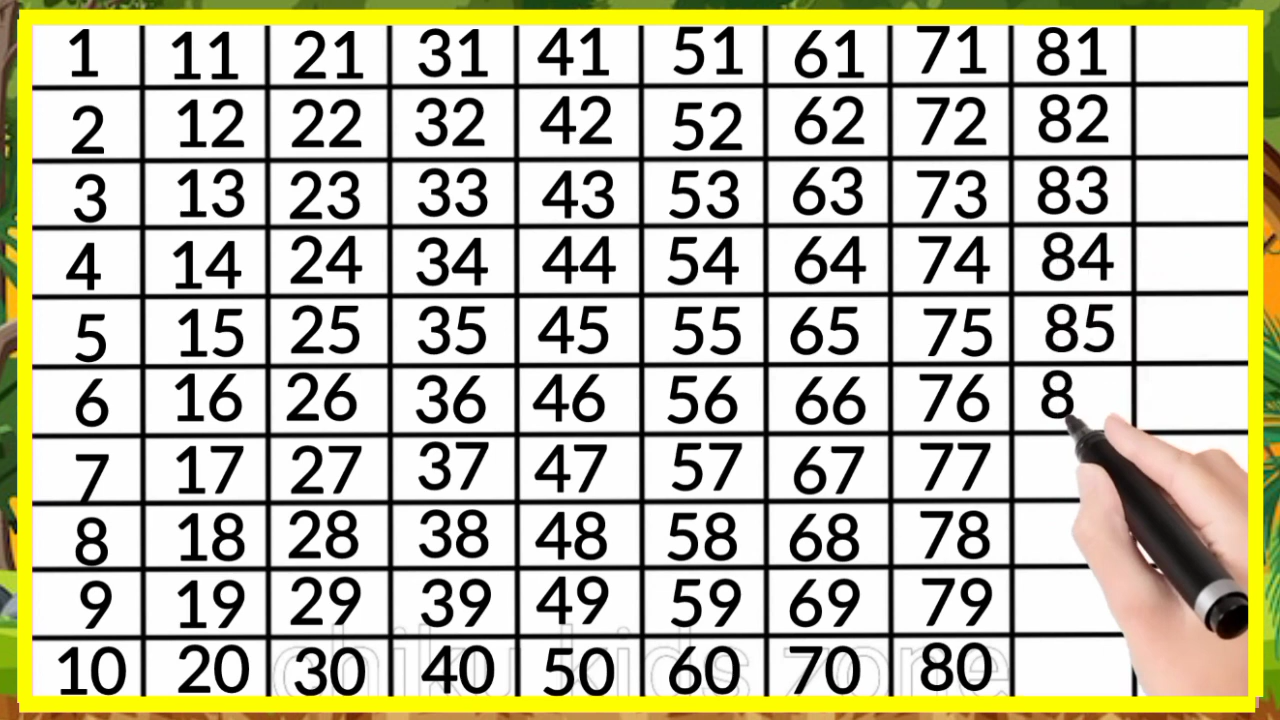 1 11 21 31 41 51 61 71 81
2 12 22 32 42 52 62 72 82
3 13 23 33 43 53 63 73 83
4 14 24 34 44 54 64 74 84
5 15 25 35 45 55 65 75 85
6 16 26 36 46 56 66 76 8
7 17 27 37 47 57 67 77
8 18 28 38 48 58 68 78
9 19 29 39 49 59 69 79
10 20 30 40 50 60 70 80
chiku kids zone